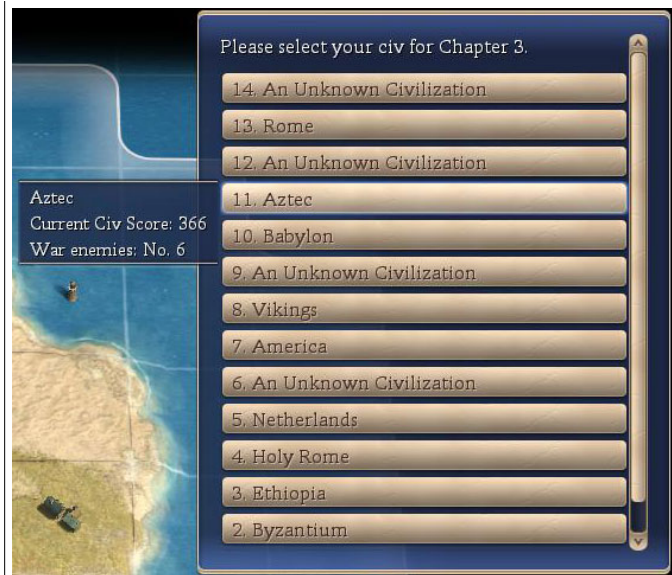 Please select your civ for Chapter 3.
14. An Unknown Civilization
13. Rome
12. An Unknown Civilization
11. Aztec
10. Babylon
9. An Unknown Civilization
8. Vikings
7. America
6. An Unknown Civilization
5. Netherlands
4. Holy Rome
3. Ethiopia
2. Byzantium
Aztec
Current Civ Score: 366
War enemies: No. 6